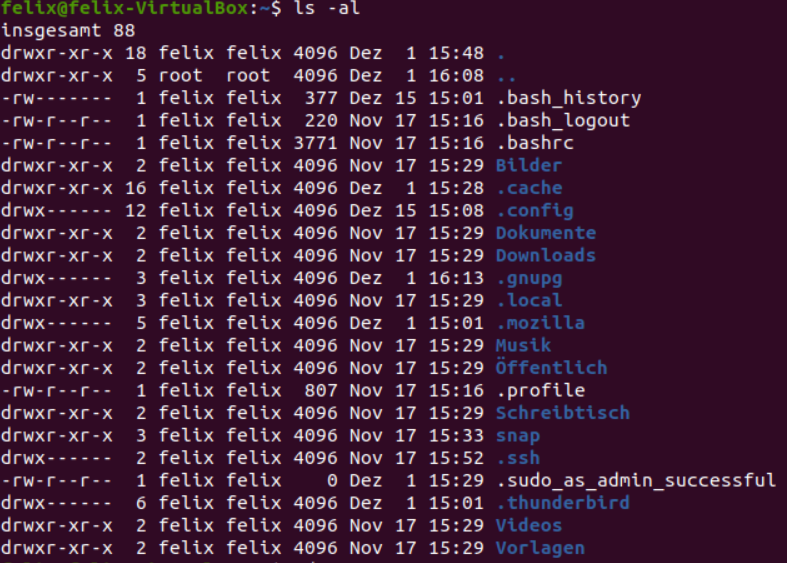 felix@felix-VirtualBox:~$ ls -al
insgesamt 88
drwxr-xr-x 18 felix felix 4096 Dez  1 15:48 .
drwxr-xr-x  5 root  root  4096 Dez  1 16:08 ..
-rw-------  1 felix felix  377 Dez 15 15:01 .bash_history
-rw-r--r--  1 felix felix  220 Nov 17 15:16 .bash_logout
-rw-r--r--  1 felix felix 3771 Nov 17 15:16 .bashrc
drwxr-xr-x  2 felix felix 4096 Nov 17 15:29 Bilder
drwxr-xr-x 16 felix felix 4096 Dez  1 15:28 .cache
drwx------ 12 felix felix 4096 Dez 15 15:08 .config
drwxr-xr-x  2 felix felix 4096 Nov 17 15:29 Dokumente
drwxr-xr-x  2 felix felix 4096 Nov 17 15:29 Downloads
drwx------  3 felix felix 4096 Dez  1 16:13 .gnupg
drwxr-xr-x  3 felix felix 4096 Nov 17 15:29 .local
drwx------  5 felix felix 4096 Dez  1 15:01 .mozilla
drwxr-xr-x  2 felix felix 4096 Nov 17 15:29 Musik
drwxr-xr-x  2 felix felix 4096 Nov 17 15:29 Öffentlich
-rw-r--r--  1 felix felix  807 Nov 17 15:16 .profile
drwxr-xr-x  2 felix felix 4096 Nov 17 15:29 Schreibtisch
drwxr-xr-x  3 felix felix 4096 Nov 17 15:33 snap
drwx------  2 felix felix 4096 Nov 17 15:52 .ssh
-rw-r--r--  1 felix felix    0 Dez  1 15:29 .sudo_as_admin_successful
drwx------  6 felix felix 4096 Dez  1 15:01 .thunderbird
drwxr-xr-x  2 felix felix 4096 Nov 17 15:29 Videos
drwxr-xr-x  2 felix felix 4096 Nov 17 15:29 Vorlagen